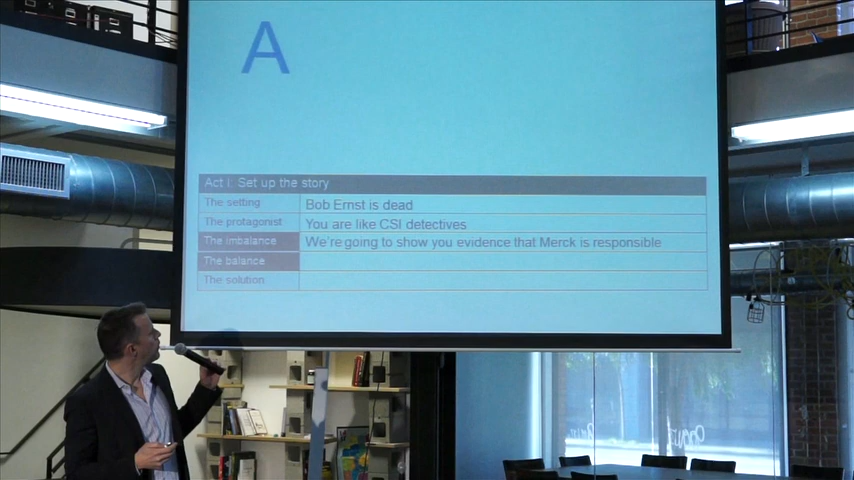 A
Act I: Set up the story
The setting Bob Ernst is dead
The protagonist You are like CSI detectives
The imbalance We're going to show you evidence that Merck is responsible
The balance
The solution